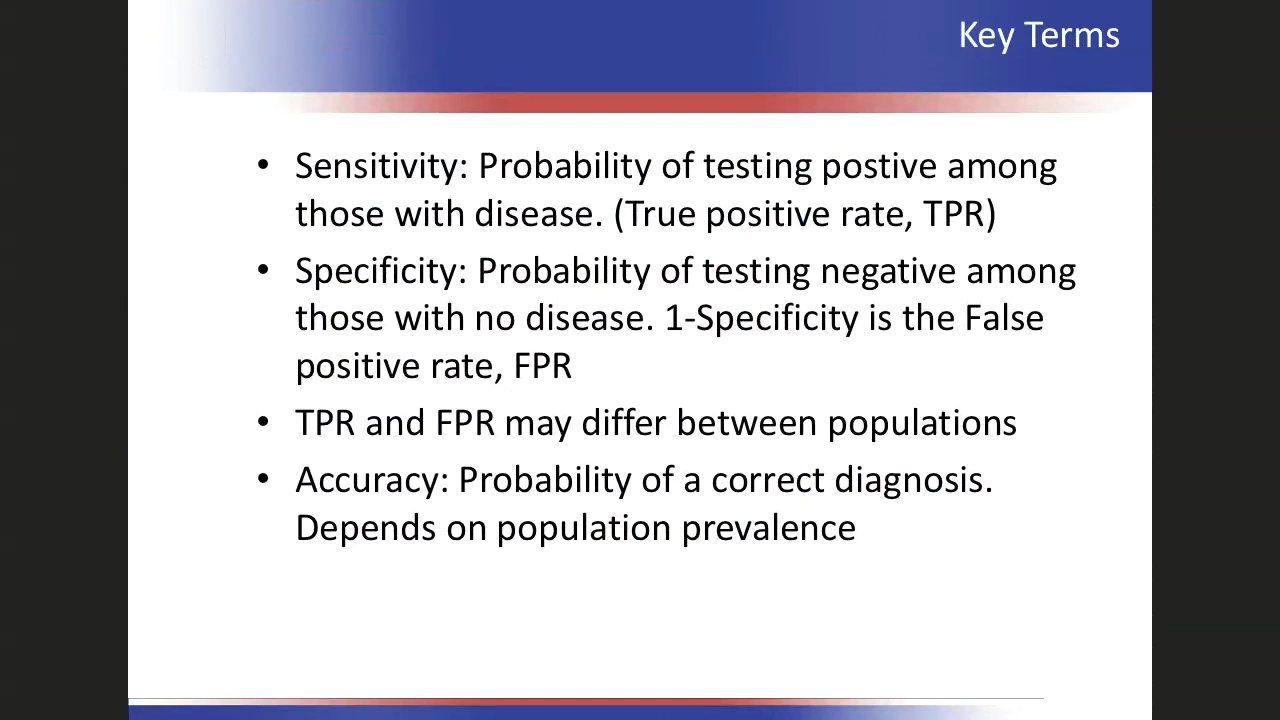 Key Terms
• Sensitivity: Probability of testing postive among
those with disease. (True positive rate, TPR)
• Specificity: Probability of testing negative among
those with no disease. 1-Specificity is the False
positive rate, FPR
• TPR and FPR may differ between populations
• Accuracy: Probability of a correct diagnosis.
Depends on population prevalence